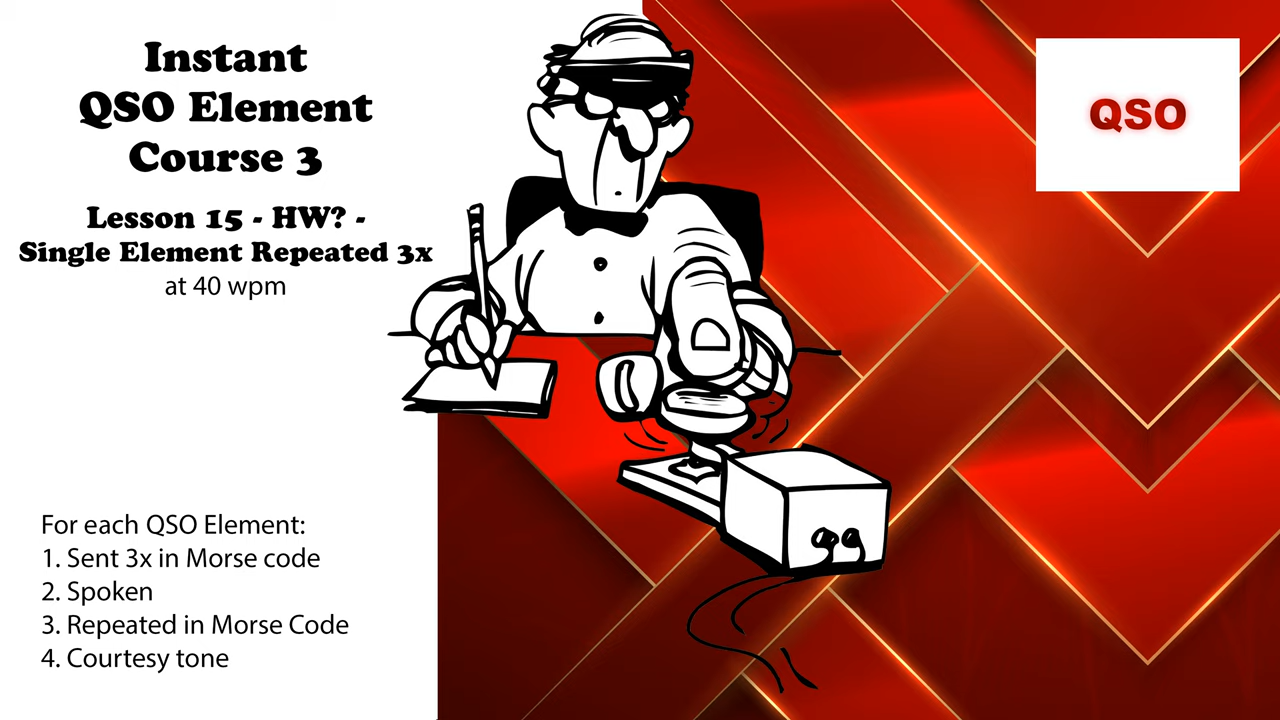 Instant
QSO Element
Course 3
Lesson 15 - HW? -
Single Element Repeated 3x
at 40 wpm
QSO
For each QSO Element:
1. Sent 3x in Morse code
2. Spoken
3. Repeated in Morse Code
4. Courtesy tone